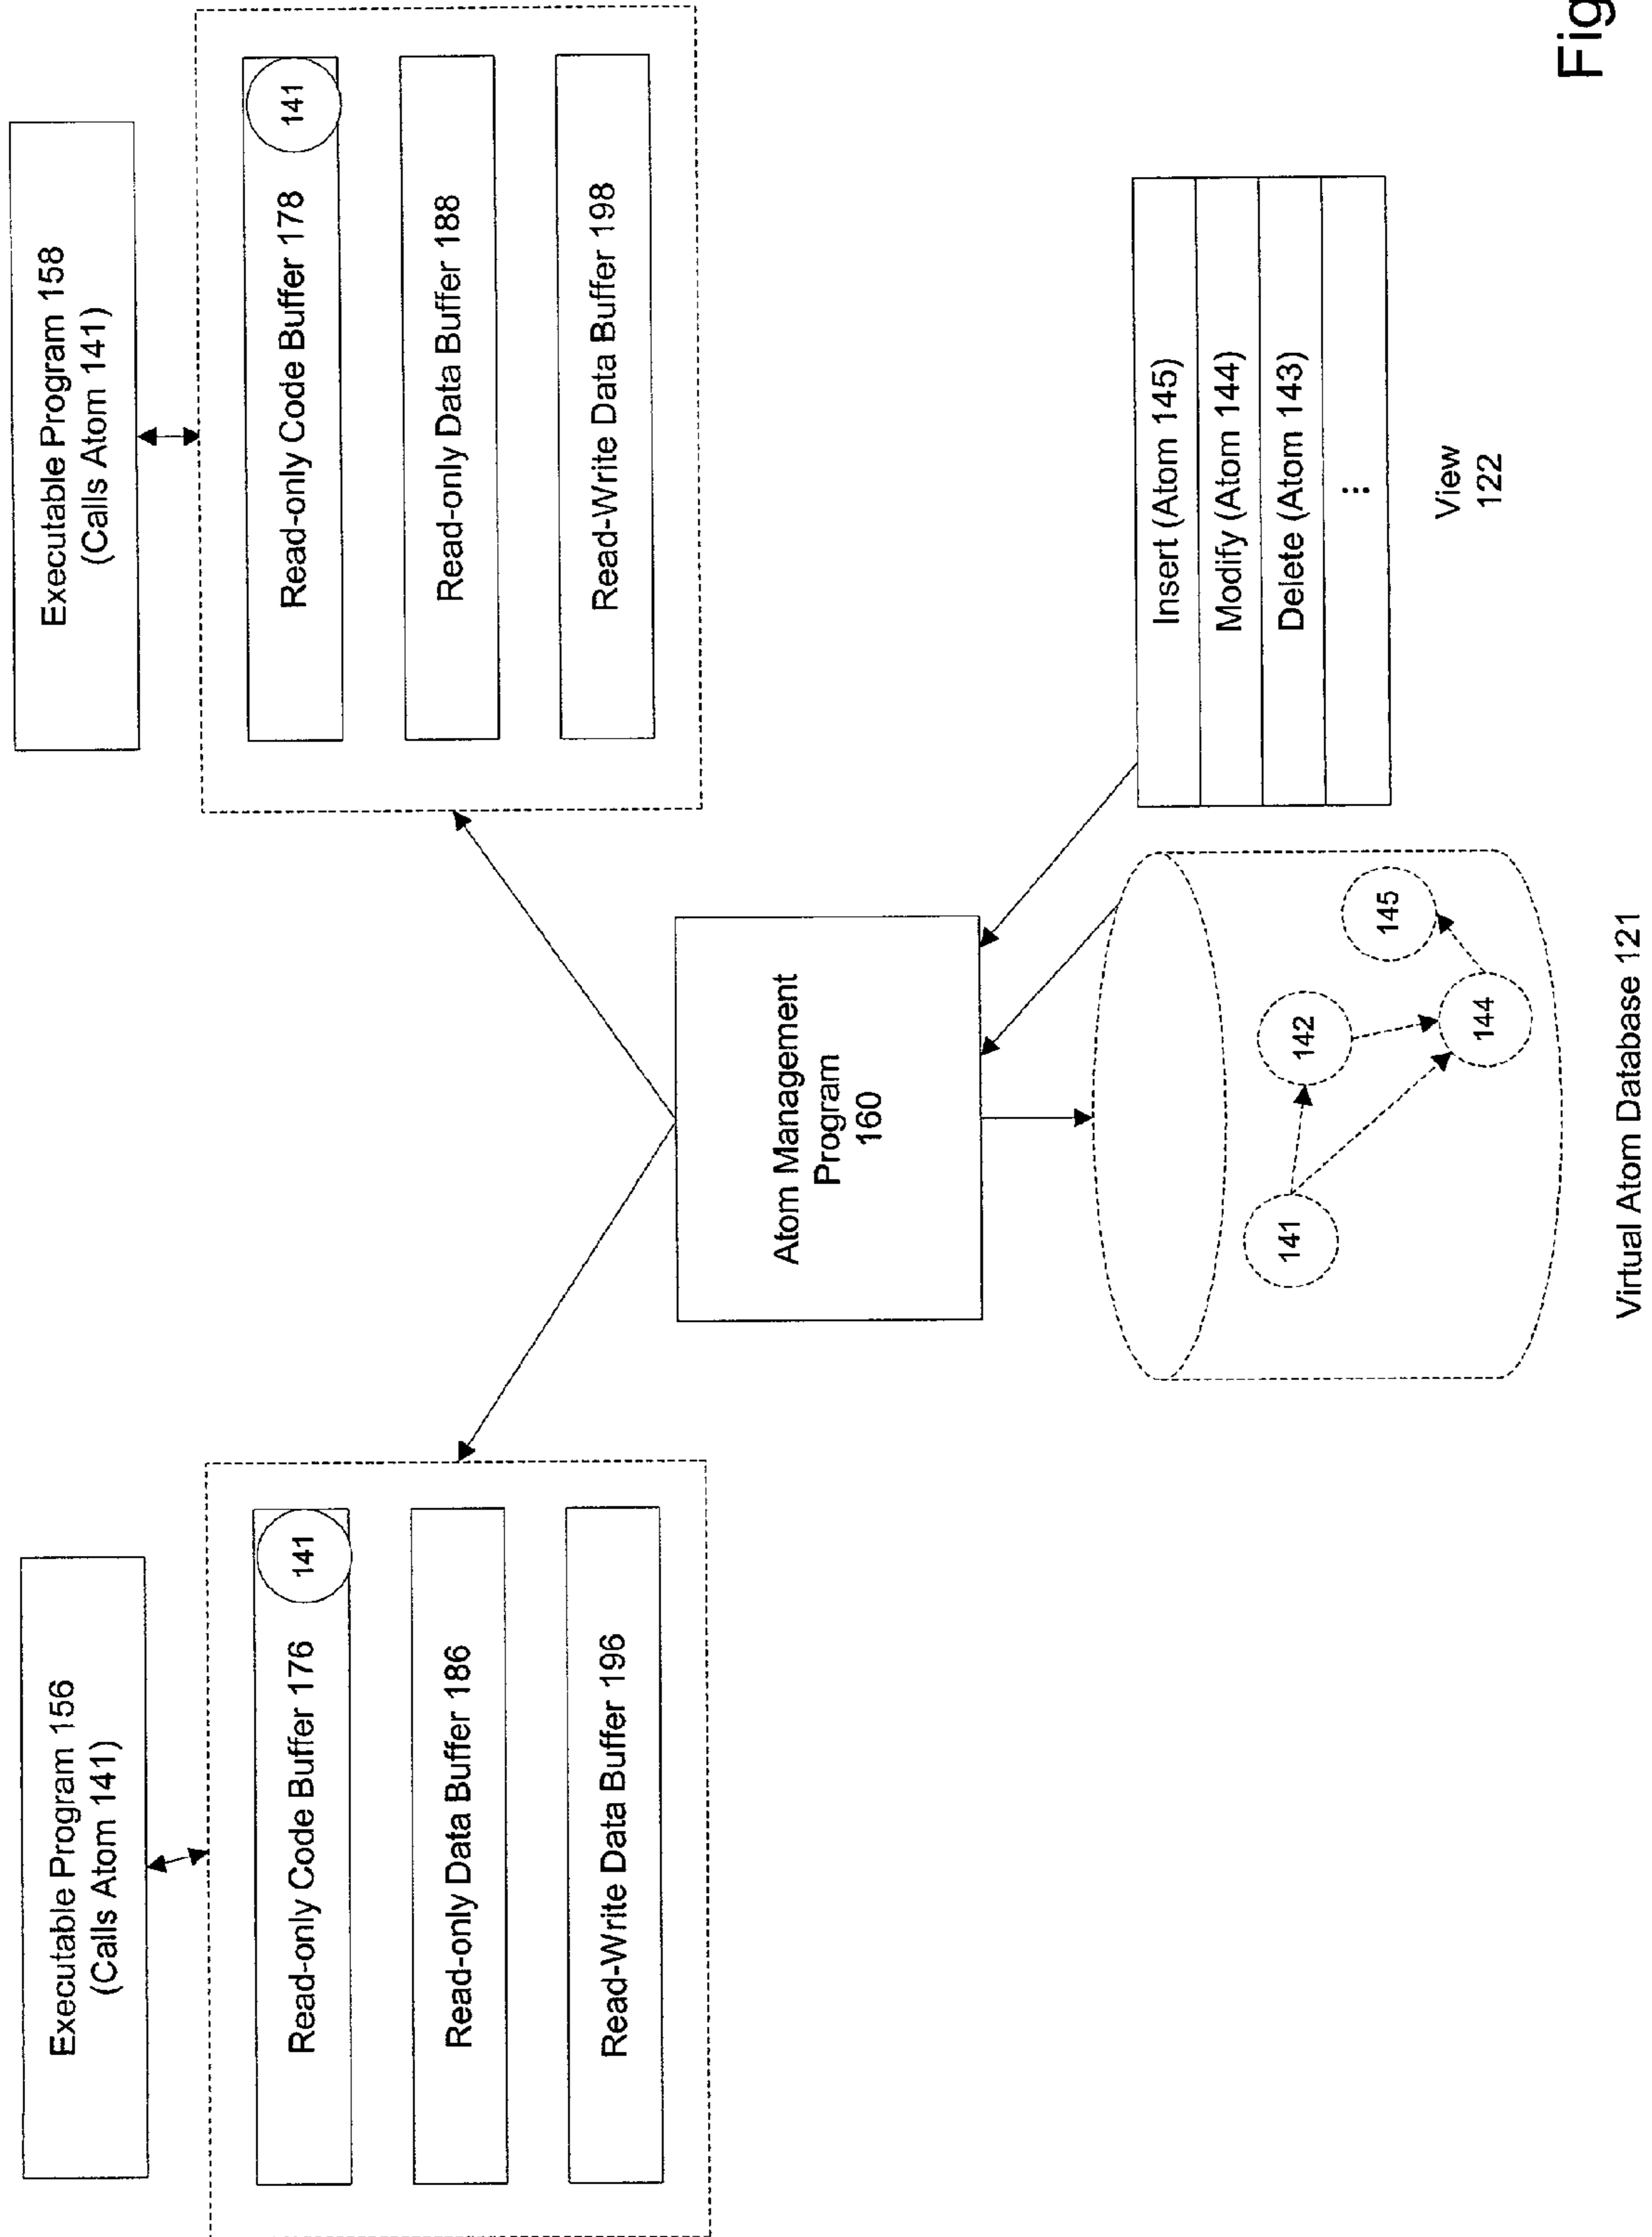 Executable Program 156
(Calls Atom 141)
Read-only Code Buffer 176
141
Read-only Data Buffer 186
Read-Write Data Buffer 196
Executable Program 158
(Calls Atom 141)
Read-only Code Buffer 178
141
Read-only Data Buffer 188
Read-Write Data Buffer 198
Atom Management
Program
160
141
142
144
145
Virtual Atom Database 121
Insert (Atom 145)
Modify (Atom 144)
Delete (Atom 143)
...
View
122
Fig